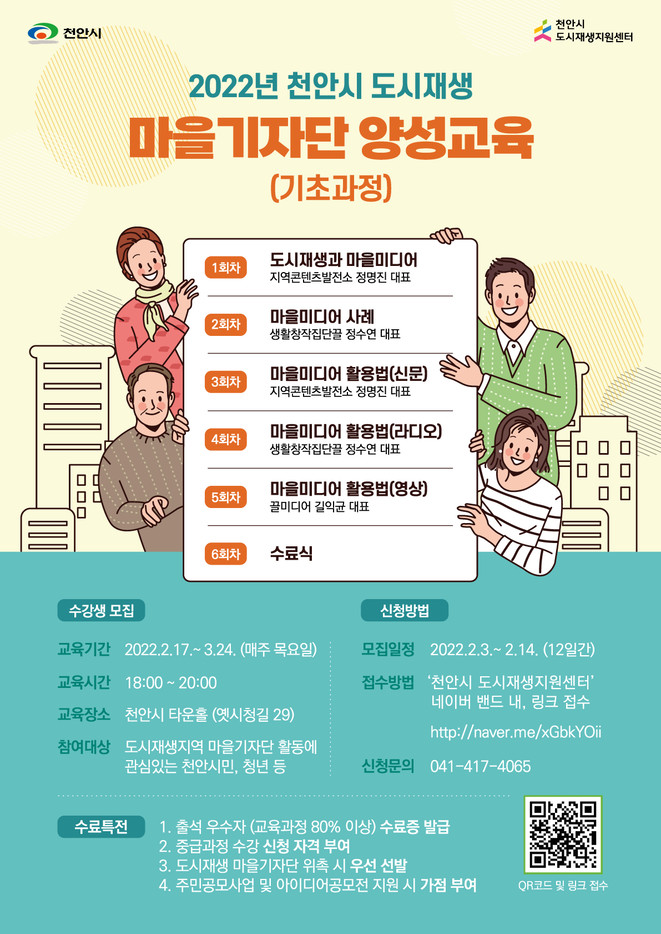 천안시
천안시
도시재생지원센터
2022년 천안시 도시재생
마을기자단 양성교육
(기초과정)
1회차 도시재생과 마을미디어
지역콘텐츠발전소 정명진 대표
2회차 마을미디어 사례
생활창작집단끌 정수연 대표
3회차 마을미디어 활용법(신문)
지역콘텐츠발전소 정명진 대표
4회차 마을미디어 활용법(라디오)
생활창작집단끌 정수연 대표
5회차 마을미디어 활용법(영상)
끌미디어 길익균 대표
6회차 수료식
수강생 모집
교육기간 2022.2.17.~ 3.24. (매주 목요일)
교육시간 18:00 ~ 20:00
교육장소 천안시 타운홀 (옛시청길 29)
참여대상 도시재생지역 마을기자단 활동에
관심있는 천안시민, 청년 등
신청방법
모집일정 2022.2.3.~ 2.14. (12일간)
접수방법 '천안시 도시재생지원센터'
네이버 밴드 내, 링크 접수
http://naver.me/xGbkYOii
신청문의 041-417-4065
수료특전 1. 출석 우수자 (교육과정 80% 이상) 수료증 발급
2. 중급과정 수강 신청 자격 부여
3. 도시재생 마을기자단 위촉 시 우선 선발
4. 주민공모사업 및 아이디어공모전 지원 시 가점 부여
QR코드 및 링크 접수